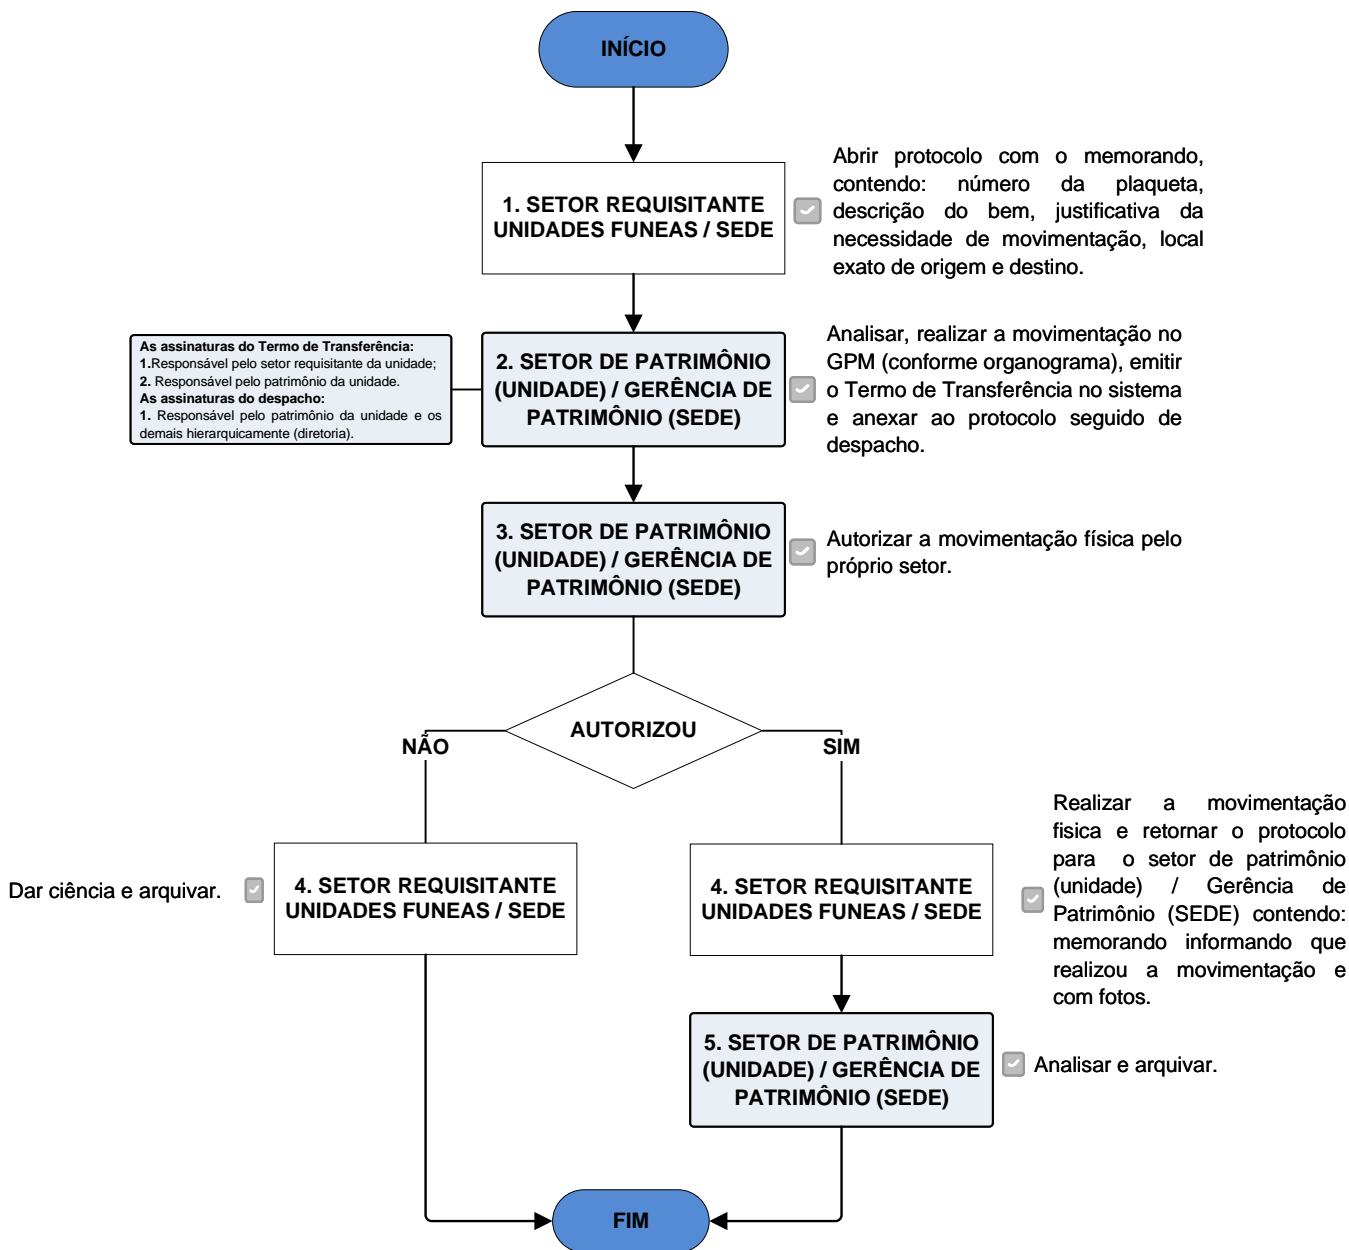 INÍCIO
1. SETOR REQUISITANTE
UNIDADES FUNEAS / SEDE
Abrir protocolo com o memorando,
contendo: número da plaqueta,
descrição do bem, justificativa da
necessidade de movimentação, local
exato de origem e destino.
As assinaturas do Termo de Transferência:
1.Responsável pelo setor requisitante da unidade;
2. Responsável pelo patrimônio da unidade.
As assinaturas do despacho:
1. Responsável pelo patrimônio da unidade e os
demais hierarquicamente (diretoria).
2. SETOR DE PATRIMÔNIO
(UNIDADE) / GERÊNCIA DE
PATRIMÔNIO (SEDE)
Analisar, realizar a movimentação no
GPM (conforme organograma), emitir
o Termo de Transferência no sistema
e anexar ao protocolo seguido de
despacho.
3. SETOR DE PATRIMÔNIO
(UNIDADE) / GERÊNCIA DE
PATRIMÔNIO (SEDE)
Autorizar a movimentação física pelo
próprio setor.
AUTORIZOU
NÃO
SIM
Dar ciência e arquivar.
4. SETOR REQUISITANTE
UNIDADES FUNEAS / SEDE
4. SETOR REQUISITANTE
UNIDADES FUNEAS / SEDE
Realizar a movimentação
fisica e retornar o protocolo
para o setor de patrimônio
(unidade) / Gerência de
Patrimônio (SEDE) contendo:
memorando informando que
realizou a movimentação e
com fotos.
5. SETOR DE PATRIMÔNIO
(UNIDADE) / GERÊNCIA DE
PATRIMÔNIO (SEDE)
Analisar e arquivar.
FIM